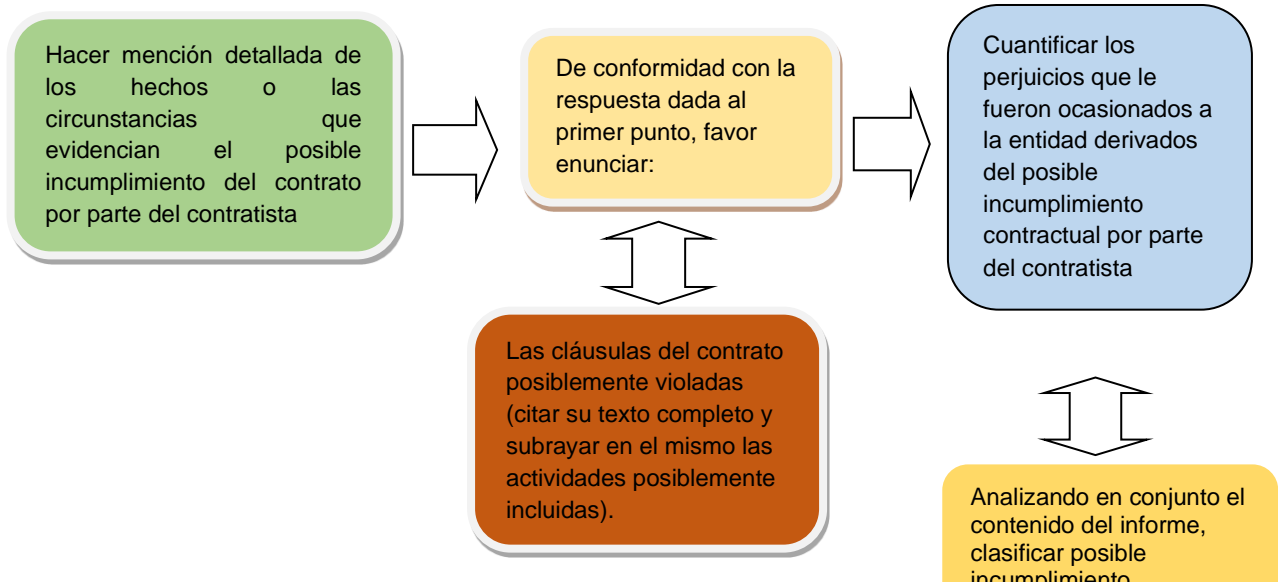 Hacer mención detallada de
los hechos o las
circunstancias que
evidencian el posible
incumplimiento del contrato
por parte del contratista
De conformidad con la
respuesta dada al
primer punto, favor
enunciar:
Cuantificar los
perjuicios que le
fueron ocasionados a
la entidad derivados
del posible
incumplimiento
contractual por parte
del contratista
Las cláusulas del contrato
posiblemente violadas
(citar su texto completo y
subrayar en el mismo las
actividades posiblemente
incluidas).
Analizando en conjunto el
contenido del informe,
clasificar posible
incumplimiento